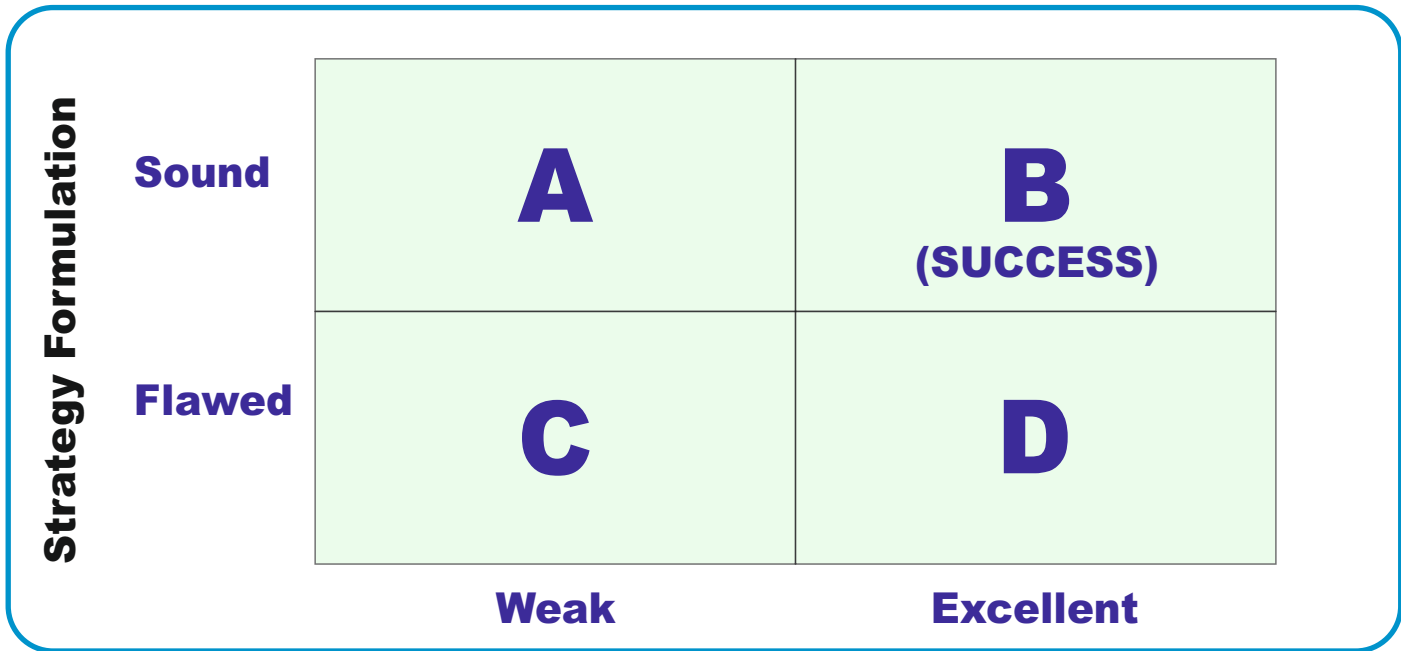 Strategy Formulation
Sound
A
B
(SUCCESS)
Flawed
C
D
Weak
Excellent